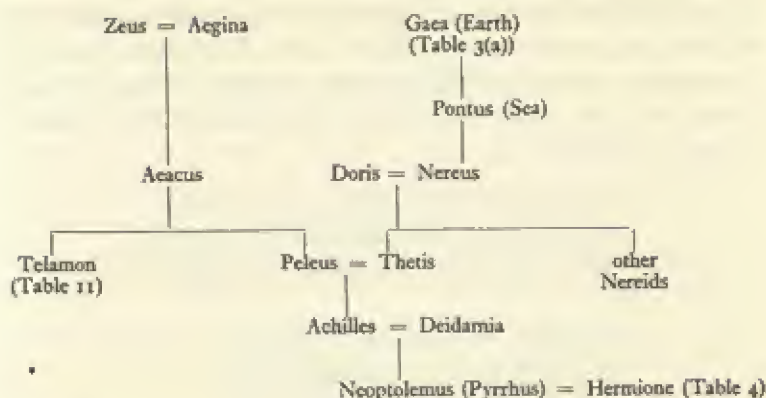 Zeus = Aegina
Gaea (Earth)
(Table 3(a))
Pontus (Sea)
Aeacus
Doris = Nereus
Telamon
(Table 11)
Peleus = Thetis
other
Nereids
Achilles = Deidamia
Neoptolemus (Pyrrhus) = Hermione (Table 4)